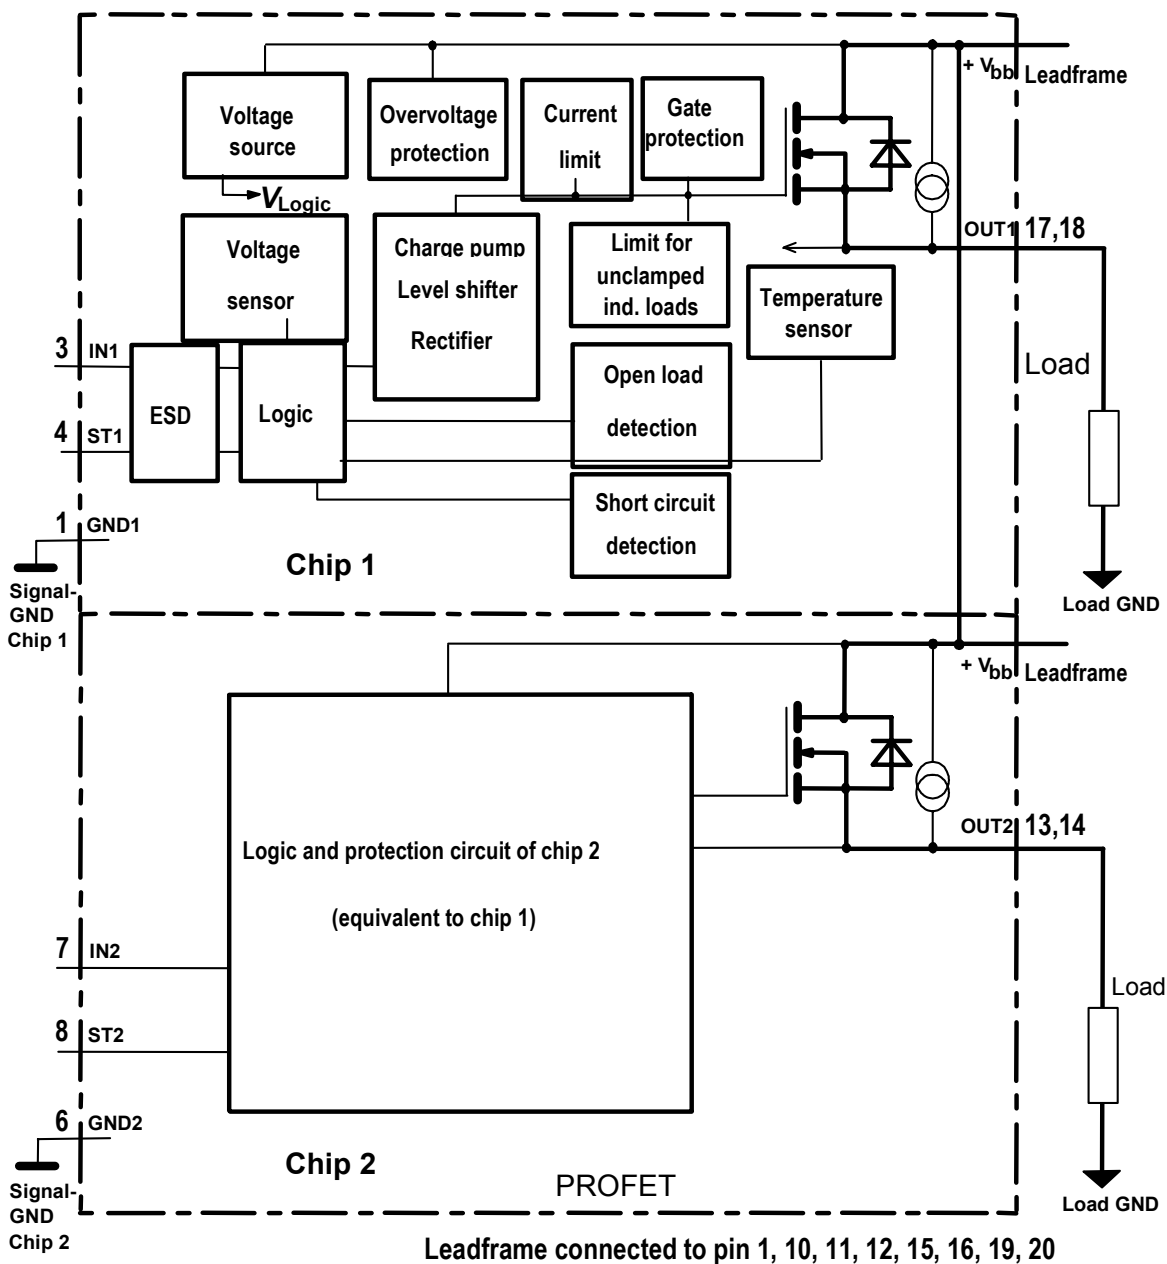 + Vbb Leadframe
Voltage
source
Overvoltage
protection
Current
limit
Gate
protection
VLogic
Voltage
sensor
Charge pump
Level shifter
Rectifier
Limit for
unclamped
ind. loads
OUT1 17,18
Temperature
sensor
3 IN1
ESD
Logic
Open load
detection
Load
4 ST1
Short circuit
detection
1 GND1
Signal-
GND
Chip 1
Chip 1
Load GND
+ Vbb Leadframe
Logic and protection circuit of chip 2
(equivalent to chip 1)
OUT2 13,14
7 IN2
8 ST2
Load
6 GND2
Signal-
GND
Chip 2
Chip 2
PROFET
Load GND
Leadframe connected to pin 1, 10, 11, 12, 15, 16, 19, 20